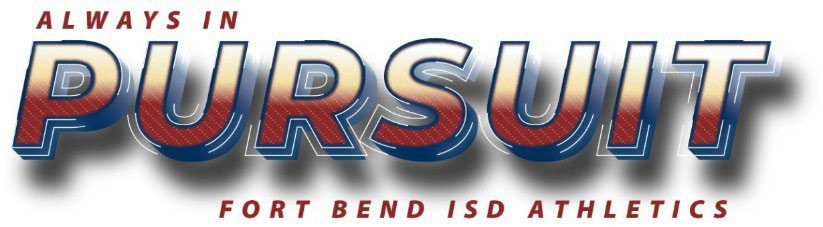 ALWAYS IN
PURSUIT
FORT BEND ISD ATHLETICS